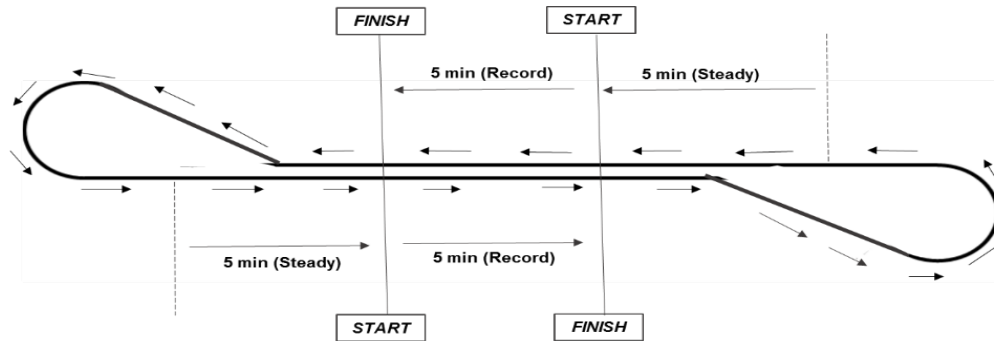 FINISH
START
5 min (Record)
5 min (Steady)
5 min (Steady)
5 min (Record)
START
FINISH